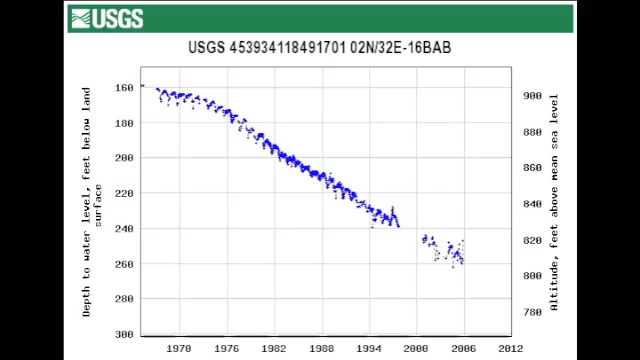 USGS
USGS 453934118491701 02N/32E-16BAB
Depth to water level, feet below land
surface
160
180
200
220
240
260
280
300
900
880
860
840
820
800
780
Altitude, feet above mean sea level
1970 1976 1982 1988 1994 2000 2006 2012